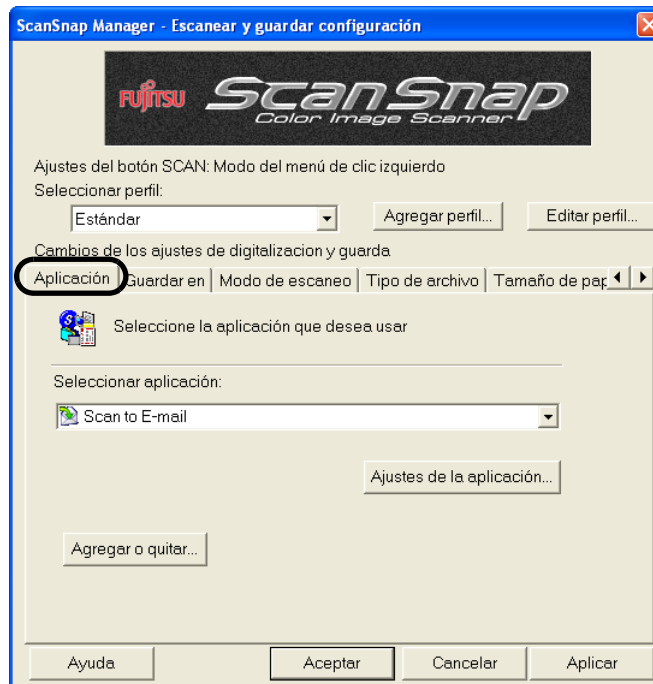 ScanSnap Manager - Escanear y guardar configuración
FUJITSU ScanSnap
Color Image Scanner
Ajustes del botón SCAN: Modo del menú de clic izquierdo
Seleccionar perfil:
Estándar Agregar perfil... Editar perfil...
Cambios de los ajustes de digitalizacion y guarda
Aplicación Guardar en Modo de escaneo Tipo de archivo Tamaño de pap
Seleccione la aplicación que desea usar
Seleccionar aplicación:
Scan to E-mail
Ajustes de la aplicación...
Agregar o quitar...
Ayuda Aceptar Cancelar Aplicar